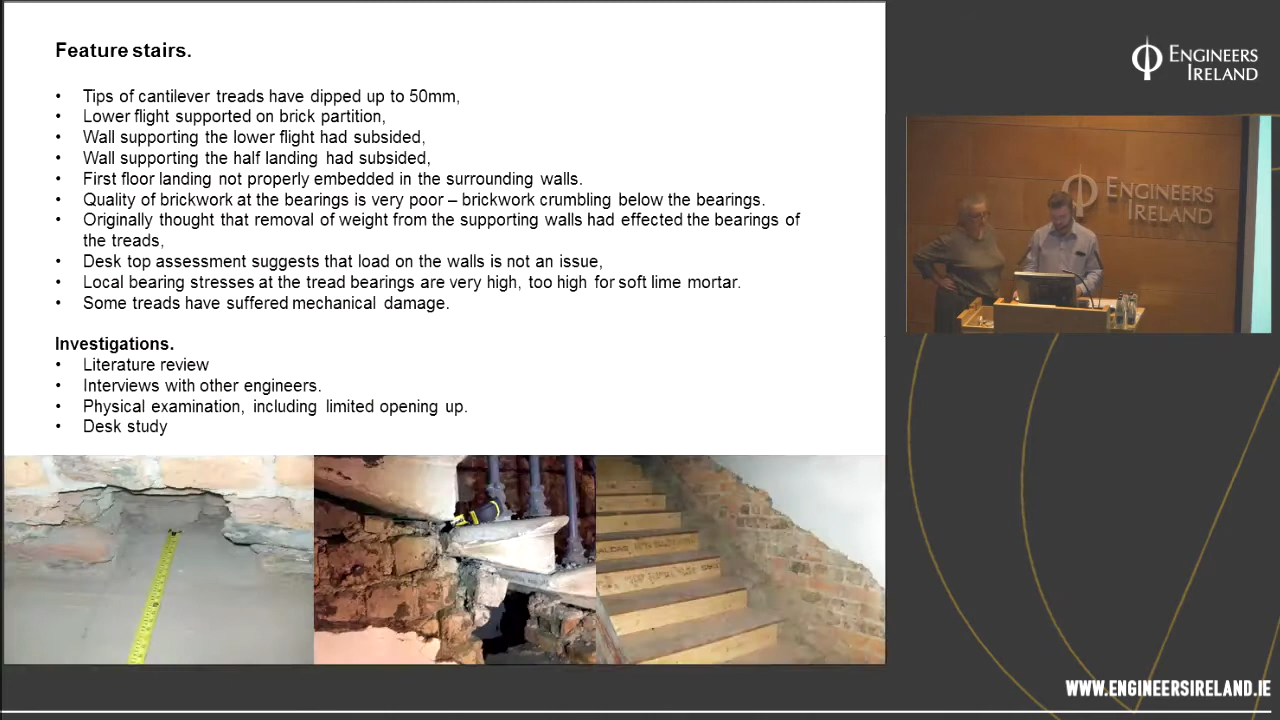 Feature stairs.
• Tips of cantilever treads have dipped up to 50mm,
• Lower flight supported on brick partition,
• Wall supporting the lower flight had subsided,
• Wall supporting the half landing had subsided,
• First floor landing not properly embedded in the surrounding walls.
• Quality of brickwork at the bearings is very poor – brickwork crumbling below the bearings.
• Originally thought that removal of weight from the supporting walls had effected the bearings of
the treads,
• Desk top assessment suggests that load on the walls is not an issue,
• Local bearing stresses at the tread bearings are very high, too high for soft lime mortar.
• Some treads have suffered mechanical damage.
Investigations.
• Literature review
• Interviews with other engineers.
• Physical examination, including limited opening up.
• Desk study
ENGINEERS
IRELAND
ENGINEERS
IRELAND
WWW.ENGINEERSIRELAND.IE